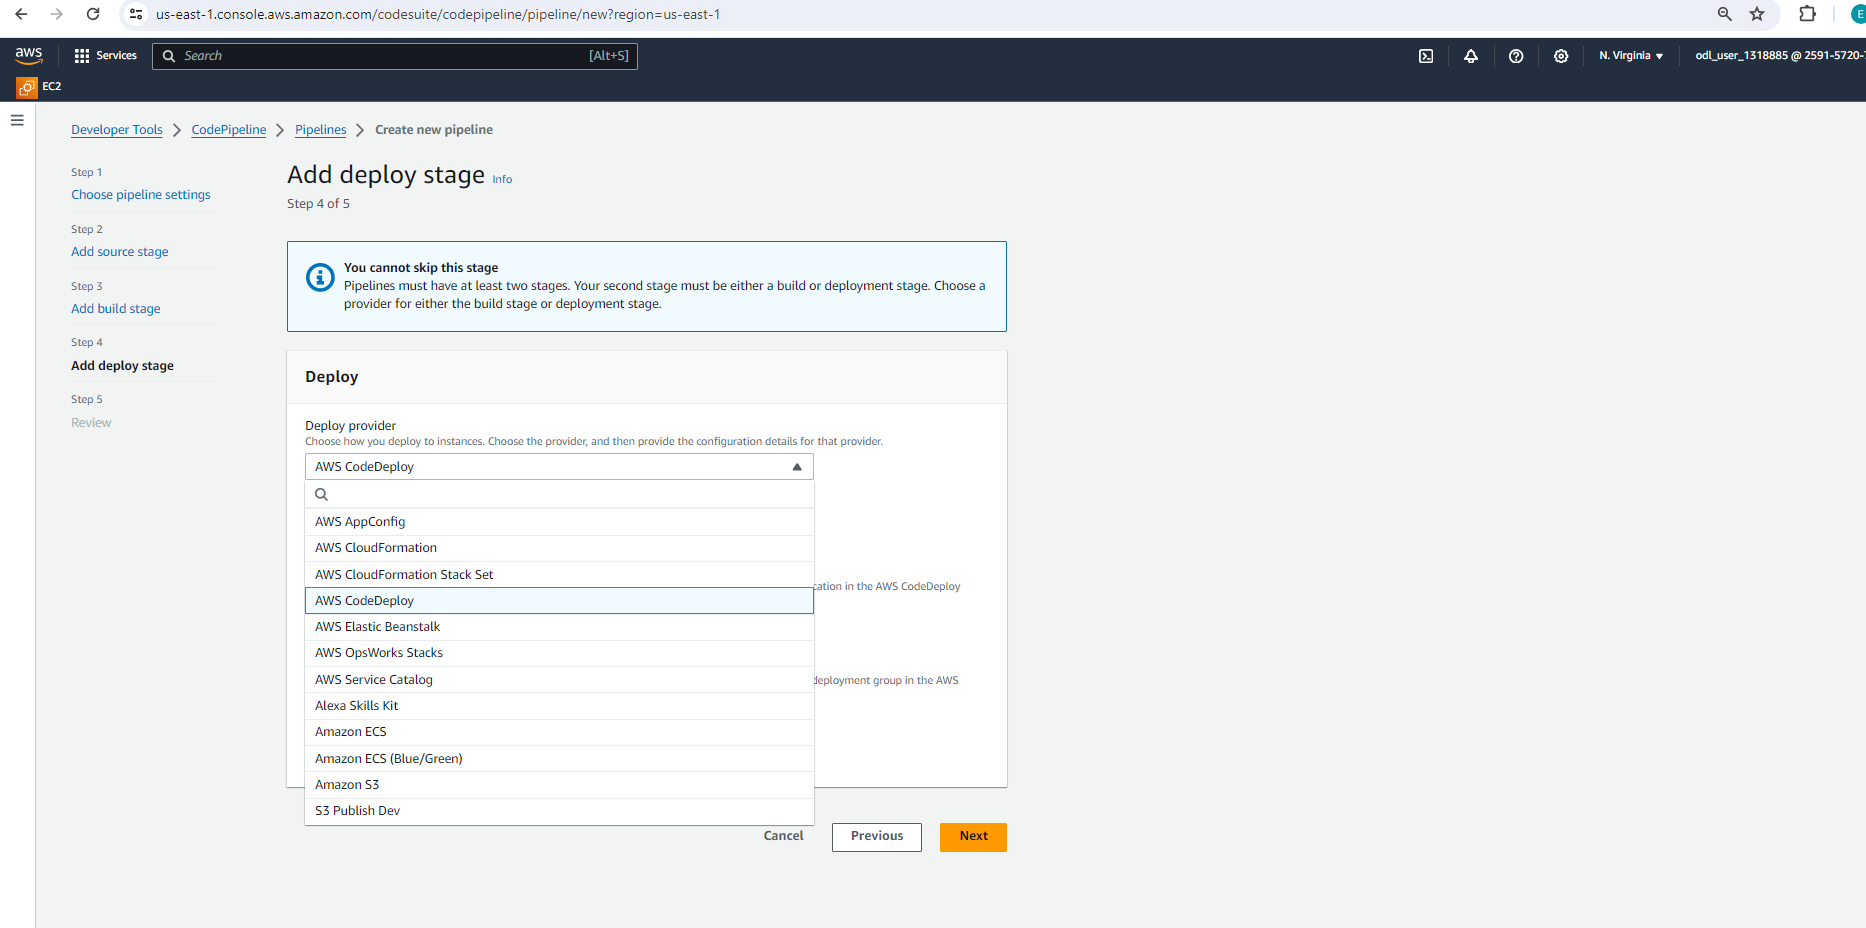 us-east-1.console.aws.amazon.com/codesuite/codepipeline/pipeline/new?region=us-east-1
E
aws
Services
Search
[Alt+S]
N. Virginia
odl_user_1318885 @ 2591-5720-
EC2
Developer Tools
CodePipeline
Pipelines
Create new pipeline
Step 1
Choose pipeline settings
Step 2
Add source stage
Step 3
Add build stage
Step 4
Add deploy stage
Step 5
Review
Add deploy stage Info
Step 4 of 5
You cannot skip this stage
Pipelines must have at least two stages. Your second stage must be either a build or deployment stage. Choose a
provider for either the build stage or deployment stage.
Deploy
Deploy provider
Choose how you deploy to instances. Choose the provider, and then provide the configuration details for that provider.
AWS CodeDeploy
AWS AppConfig
AWS CloudFormation
AWS CloudFormation Stack Set
cation in the AWS CodeDeploy
AWS CodeDeploy
AWS Elastic Beanstalk
AWS OpsWorks Stacks
AWS Service Catalog
deployment group in the AWS
Alexa Skills Kit
Amazon ECS
Amazon ECS (Blue/Green)
Amazon S3
S3 Publish Dev
Cancel
Previous
Next